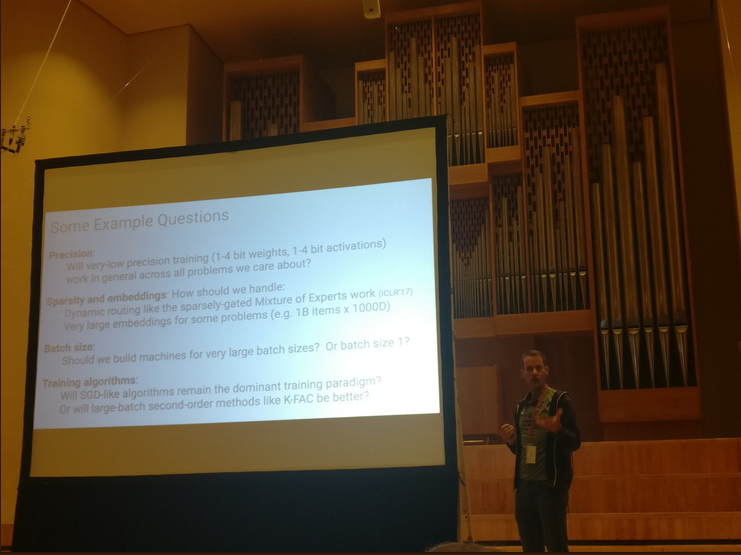 Some Example Questions
Precision:
Will very-low precision training (1-4 bit weights, 1-4 bit activations)
work in general across all problems we care about?
Sparsity and embeddings: How should we handle:
Dynamic routing like the sparsely-gated Mixture of Experts work (ICLR'17)
Very large embeddings for some problems (e.g. 1B items x 1000D)
Batch size:
Should we build machines for very large batch sizes? Or batch size 1?
Training algorithms:
Will SGD-like algorithms remain the dominant training paradigm?
Or will large-batch second-order methods like K-FAC be better?